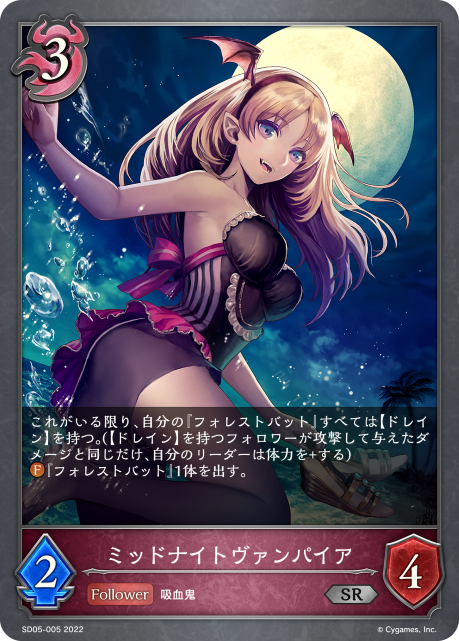 3
これがいる限り、自分の『フォレストバット』すべては【ドレイ
ン】を持つ。(【ドレイン】を持つフォロワーが攻撃して与えたダ
メージと同じだけ、自分のリーダーは体力を+する)
F 『フォレストバット』1体を出す。
ミッドナイトヴァンパイア
2
Follower 吸血鬼
SR
4
SD05-005 2022
© Cygames, Inc.